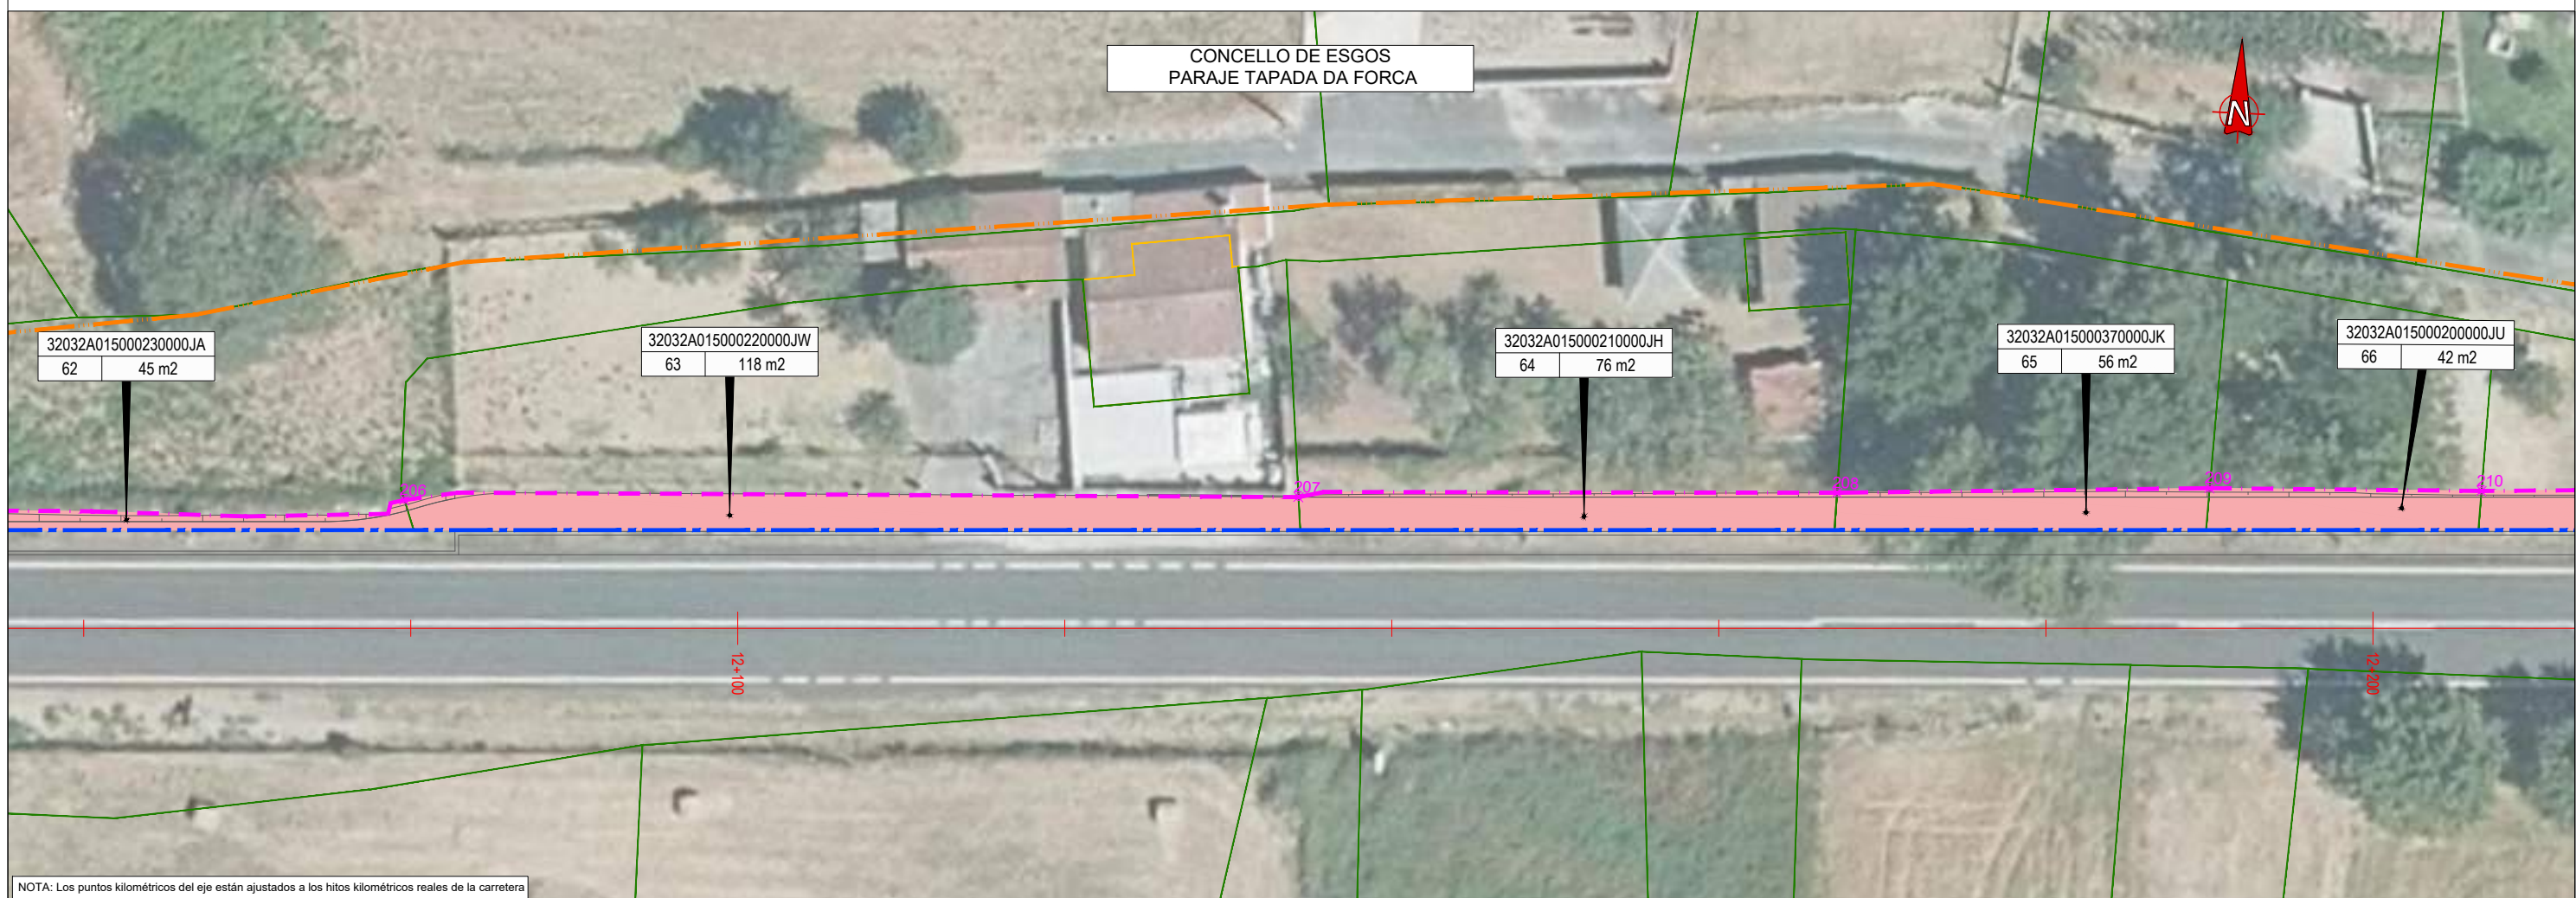 CONCELLO DE ESGOS
PARAJE TAPADA DA FORCA
N
32032A015000230000JA
62 45 m2
32032A015000220000JW
63 118 m2
32032A015000210000JH
64 76 m2
32032A015000370000JK
65 56 m2
32032A015000200000JU
66 42 m2
206
207
208
209
210
12+100
12+200
NOTA: Los puntos kilométricos del eje están ajustados a los hitos kilométricos reales de la carretera